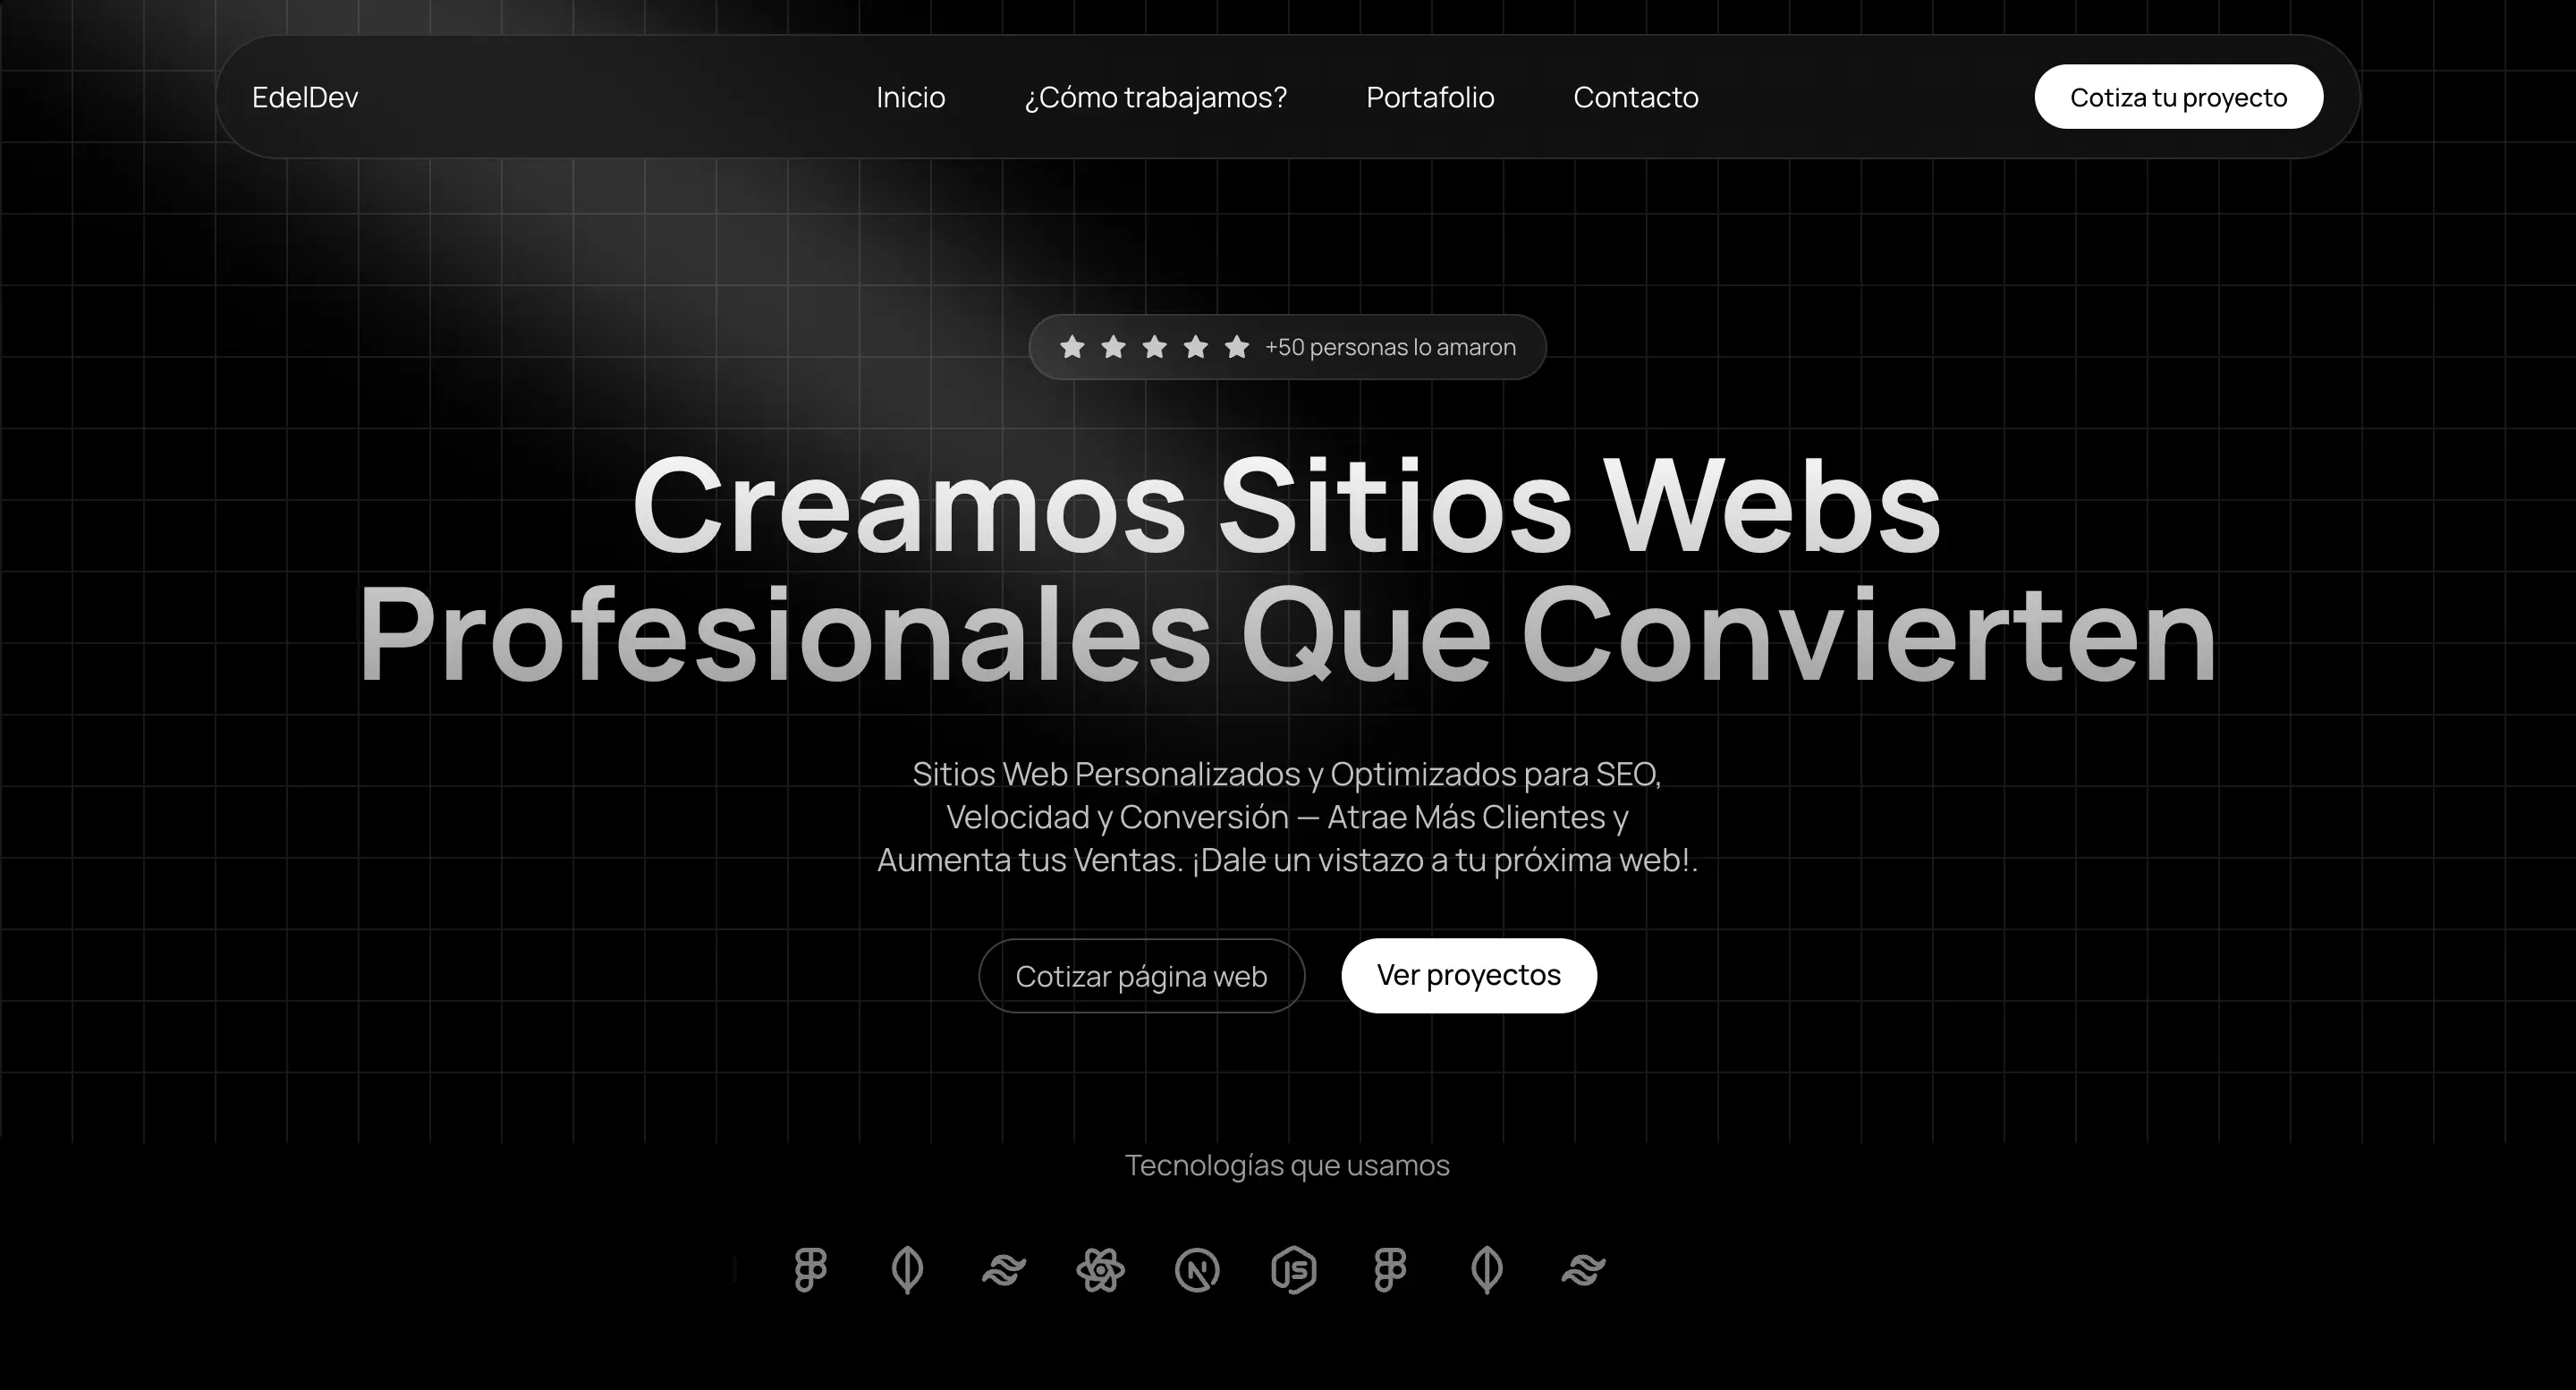 EdelDev
Inicio
¿Cómo trabajamos?
Portafolio
Contacto
Cotiza tu proyecto
+50 personas lo amaron
Creamos Sitios Webs
Profesionales Que Convierten
Sitios Web Personalizados y Optimizados para SEO,
Velocidad y Conversión — Atrae Más Clientes y
Aumenta tus Ventas. ¡Dale un vistazo a tu próxima web!.
Cotizar página web
Ver proyectos
Tecnologías que usamos